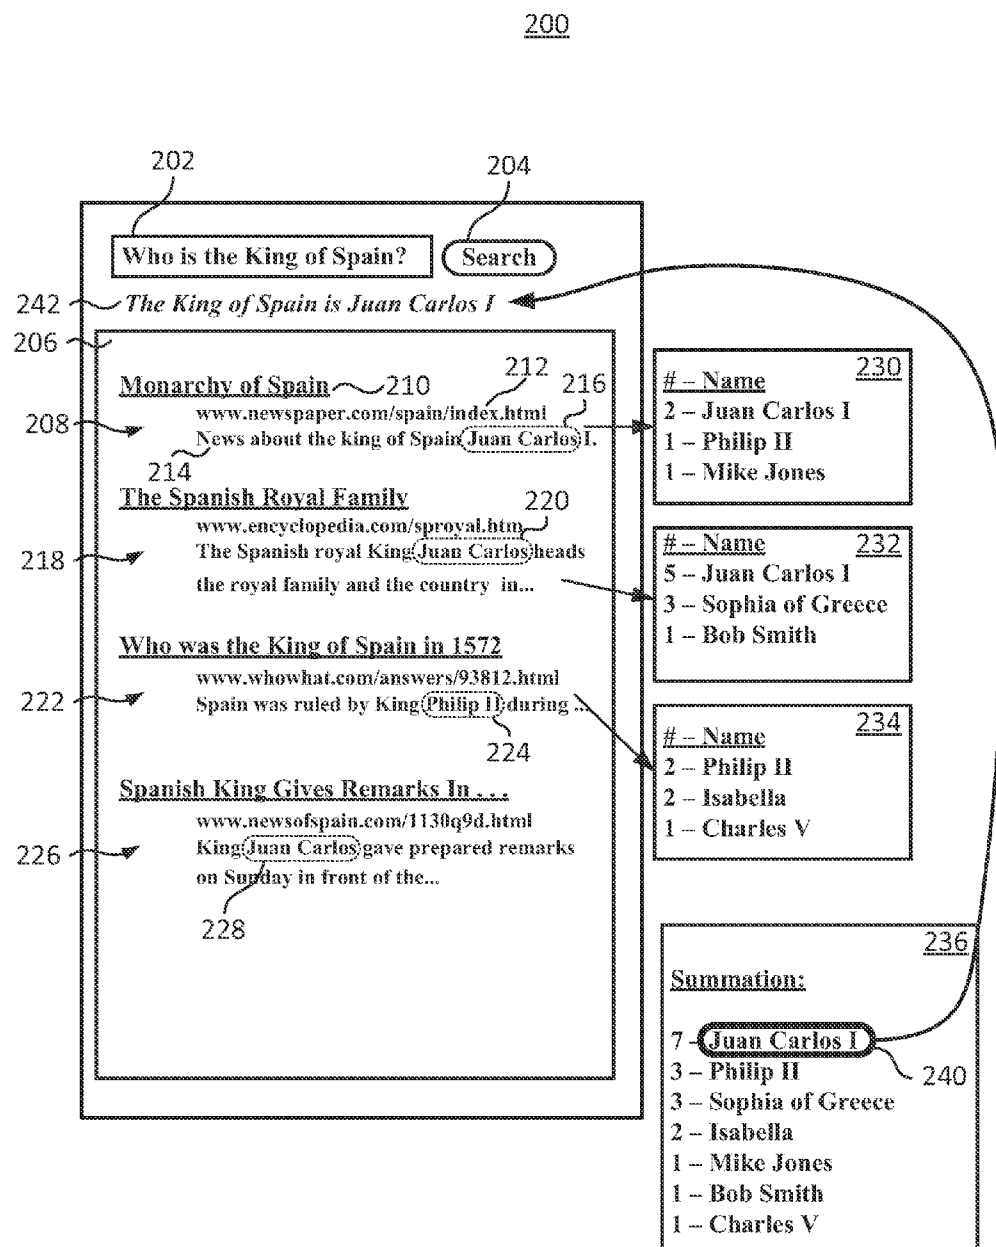 200
202
204
Who is the King of Spain?
Search
242
The King of Spain is Juan Carlos I
206
Monarchy of Spain
210
212
216
www.newspaper.com/spain/index.html
208
News about the king of Spain Juan Carlos I.
214
The Spanish Royal Family
220
www.encyclopedia.com/sproyal.htm
218
The Spanish royal King Juan Carlos heads
the royal family and the country in...
Who was the King of Spain in 1572
www.whowhat.com/answers/93812.html
222
Spain was ruled by King Philip II during ...
224
Spanish King Gives Remarks In . . .
www.newsofspain.com/1130q9d.html
226
King Juan Carlos gave prepared remarks
on Sunday in front of the...
228
230
# – Name
2 – Juan Carlos I
1 – Philip II
1 – Mike Jones
232
# – Name
5 – Juan Carlos I
3 – Sophia of Greece
1 – Bob Smith
234
# – Name
2 – Philip II
2 – Isabella
1 – Charles V
236
Summation:
7 – Juan Carlos I
240
3 – Philip II
3 – Sophia of Greece
2 – Isabella
1 – Mike Jones
1 – Bob Smith
1 – Charles V